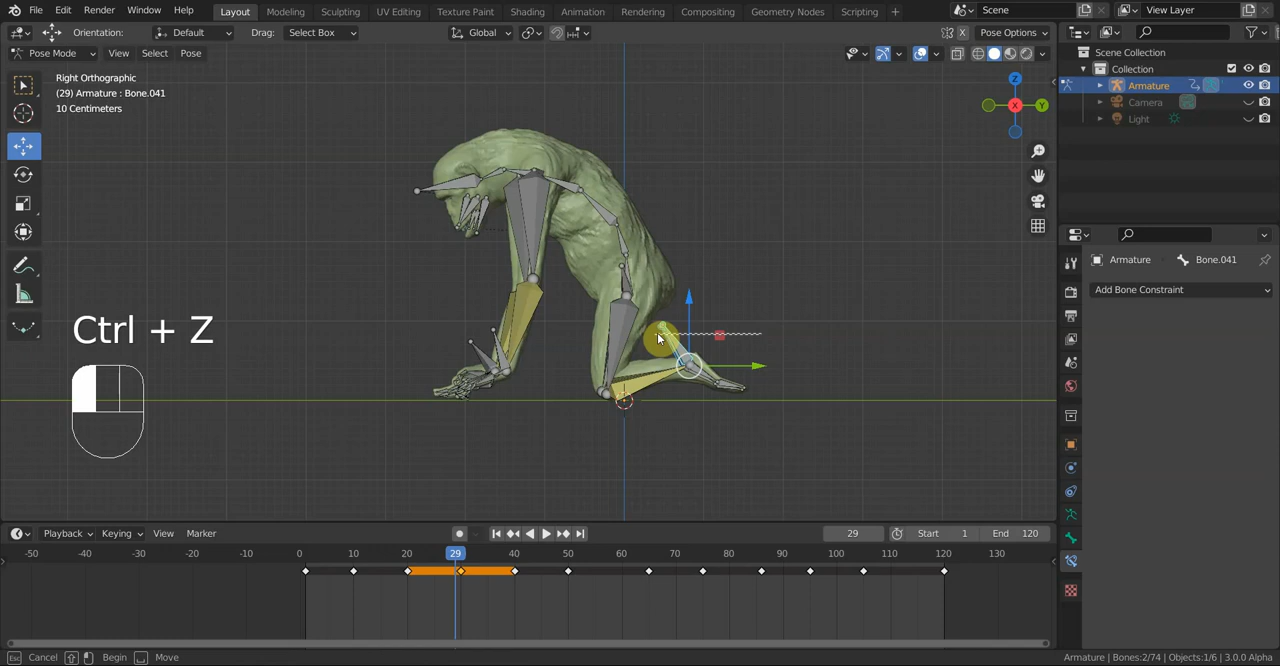 File Edit Render Window Help Layout Modeling Sculpting UV Editing Texture Paint Shading Animation Rendering Compositing Geometry Nodes Scripting + Scene View Layer
Orientation: Default Drag: Select Box Global X Pose Options
Pose Mode View Select Pose
Right Orthographic
(29) Armature : Bone.041
10 Centimeters
Z
Y
X
Scene Collection
Collection
Armature
Camera
Light
Armature Bone.041
Add Bone Constraint
Ctrl + Z
Playback Keying View Marker 29 Start 1 End 120
-50 -40 -30 -20 -10 0 10 20 29 40 50 60 70 80 90 100 110 120 130
Esc Cancel Begin Move Armature | Bones:2/74 | Objects:1/6 | 3.0.0 Alpha